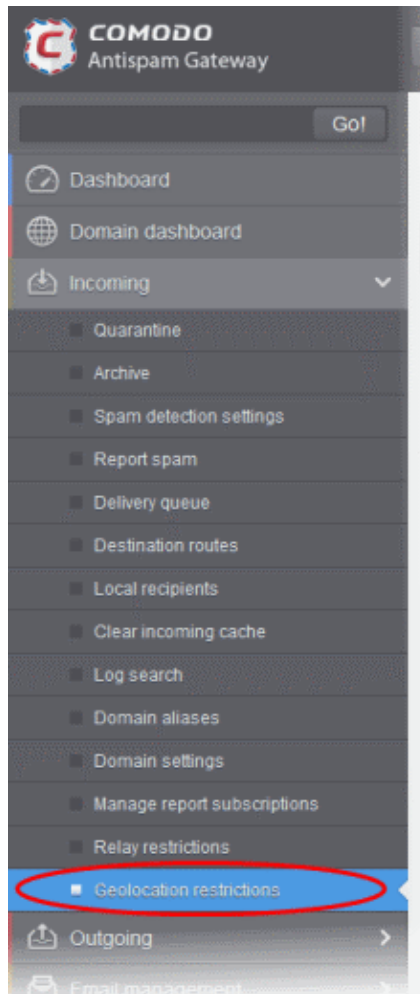 COMODO
Antispam Gateway
Go!
Dashboard
Domain dashboard
Incoming
Quarantine
Archive
Spam detection settings
Report spam
Delivery queue
Destination routes
Local recipients
Clear incoming cache
Log search
Domain aliases
Domain settings
Manage report subscriptions
Relay restrictions
Geolocation restrictions
Outgoing
Email management